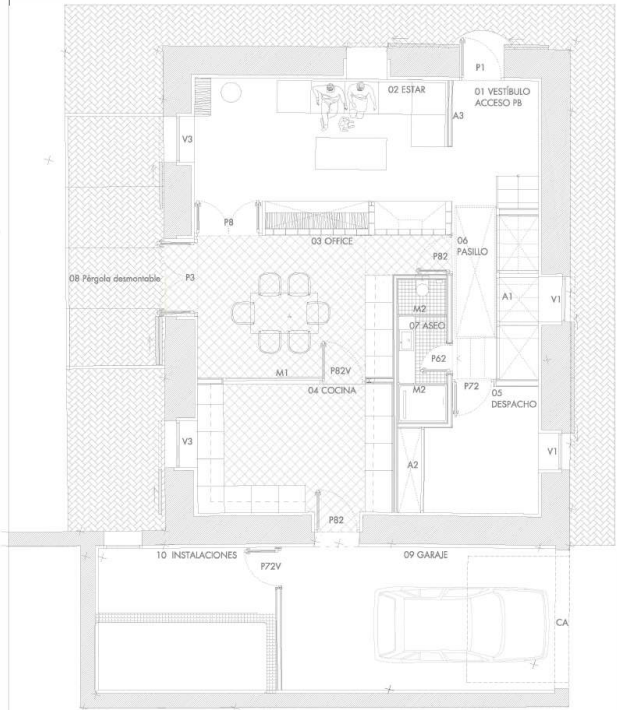 P1
02 ESTAR
01 VESTÍBULO
ACCESO PB
A3
V3
P8
03 OFFICE
06
PASILLO
P82
08 Pérgola desmontable
P3
M2
A1
V1
07 ASEO
P62
M1
P82V
04 COCINA
M2
P72
05
DESPACHO
V3
A2
V1
P82
10 INSTALACIONES
09 GARAJE
P72V
CA